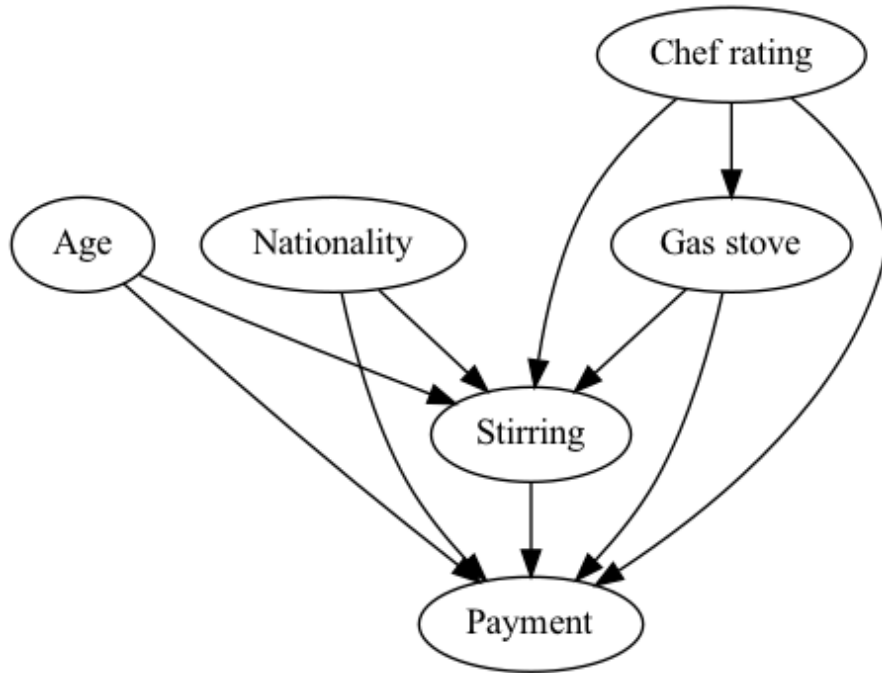 Chef rating
Age
Nationality
Gas stove
Stirring
Payment